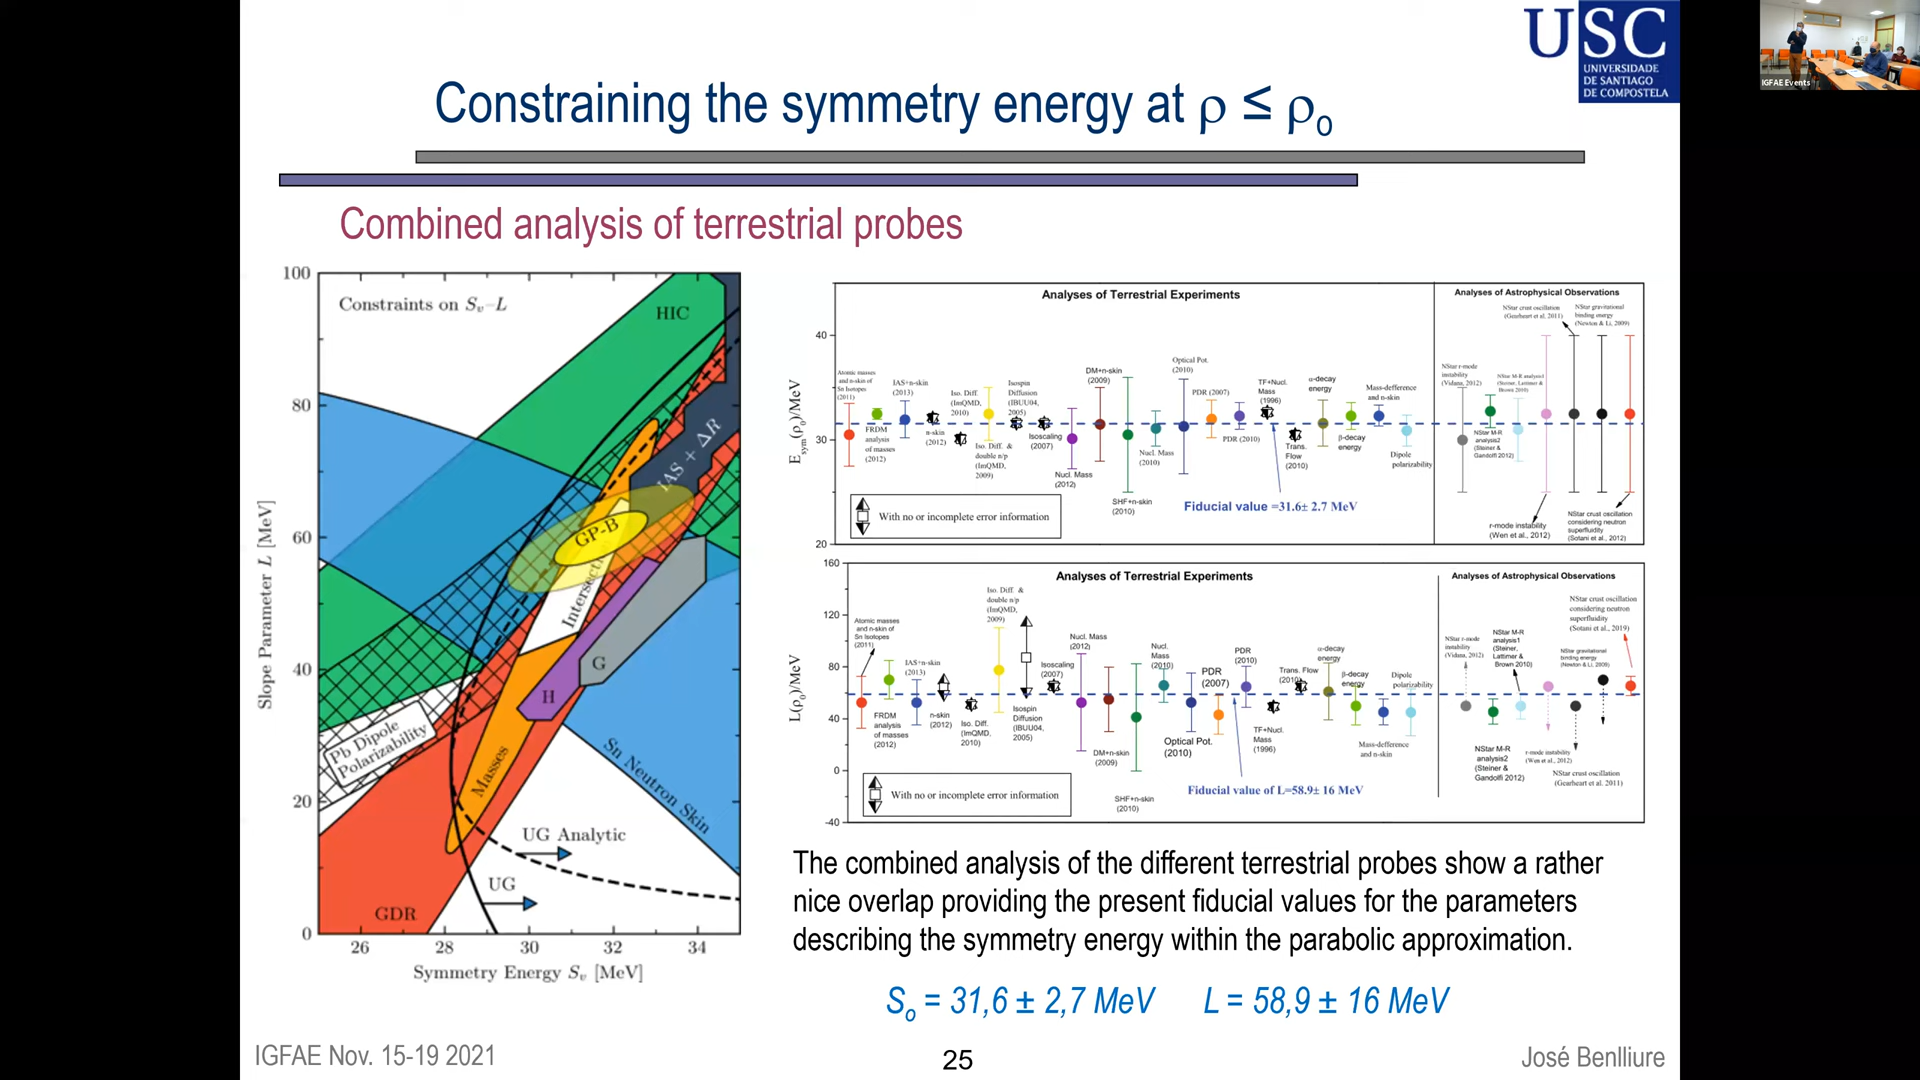 USC
UNIVERSIDADE
DE SANTIAGO
DE COMPOSTELA
IGFAE Events
Constraining the symmetry energy at ρ ≤ ρ0
Combined analysis of terrestrial probes
Constraints on Sv–L
HIC
IAS + ΔR
GP-B
Intersection
G
H
Masses
Pb Dipole
Polarizability
Sn Neutron Skin
UG Analytic
UG
GDR
100
80
60
40
20
0
26
28
30
32
34
Slope Parameter L [MeV]
Symmetry Energy Sv [MeV]
Analyses of Terrestrial Experiments
Analyses of Astrophysical Observations
Esym(ρ0)/MeV
40
30
20
Atomic masses
and n-skin of
Sn Isotopes
(2011)
FRDM
analysis
of masses
(2012)
IAS+n-skin
(2013)
n-skin
(2012)
Iso. Diff.
(ImQMD,
2010)
Iso. Diff. &
double n/p
(ImQMD,
2009)
Isospin
Diffusion
(IBUU04,
2005)
Isoscaling
(2007)
Nucl. Mass
(2012)
DM+n-skin
(2009)
SHF+n-skin
(2010)
Nucl. Mass
(2010)
Optical Pot.
(2010)
PDR (2007)
PDR (2010)
TF+Nucl.
Mass
(1996)
Trans.
Flow
(2010)
α-decay
energy
β-decay
energy
Mass-defference
and n-skin
Dipole
polarizability
With no or incomplete error information
Fiducial value =31.6± 2.7 MeV
NStar r-mode
instability
(Vidana, 2012)
NStar M-R
analysis2
(Steiner &
Gandolfi 2012)
NStar M-R analysis1
(Steiner, Lattimer &
Brown 2010)
NStar crust oscillation
(Gearheart et al, 2011)
NStar gravitational
binding energy
(Newton & Li, 2009)
r-mode instability
(Wen et al., 2012)
NStar crust oscillation
considering neutron
superfluidity
(Sotani et al., 2012)
Analyses of Terrestrial Experiments
Analyses of Astrophysical Observations
L(ρ0)/MeV
160
120
80
40
0
-40
Atomic masses
and n-skin of
Sn Isotopes
(2011)
FRDM
analysis
of masses
(2012)
IAS+n-skin
(2013)
n-skin
(2012)
Iso. Diff.
(ImQMD,
2010)
Iso. Diff. &
double n/p
(ImQMD,
2009)
Isospin
Diffusion
(IBUU04,
2005)
Isoscaling
(2007)
Nucl. Mass
(2012)
DM+n-skin
(2009)
SHF+n-skin
(2010)
Nucl.
Mass
(2010)
Optical Pot.
(2010)
PDR
(2007)
PDR
(2010)
TF+Nucl.
Mass
(1996)
Trans. Flow
(2010)
α-decay
energy
β-decay
energy
Mass-defference
and n-skin
Dipole
polarizability
With no or incomplete error information
Fiducial value of L=58.9± 16 MeV
NStar r-mode
instability
(Vidana, 2012)
NStar M-R
analysis2
(Steiner &
Gandolfi 2012)
NStar M-R
analysis1
(Steiner,
Lattimer &
Brown 2010)
r-mode instability
(Wen et al., 2012)
NStar gravitational
binding energy
(Newton & Li, 2009)
NStar crust oscillation
(Gearheart et al. 2011)
NStar crust oscillation
considering neutron
superfluidity
(Sotani et al., 2019)
The combined analysis of the different terrestrial probes show a rather
nice overlap providing the present fiducial values for the parameters
describing the symmetry energy within the parabolic approximation.
So = 31,6 ± 2,7 MeV L = 58,9 ± 16 MeV
IGFAE Nov. 15-19 2021
25
José Benlliure